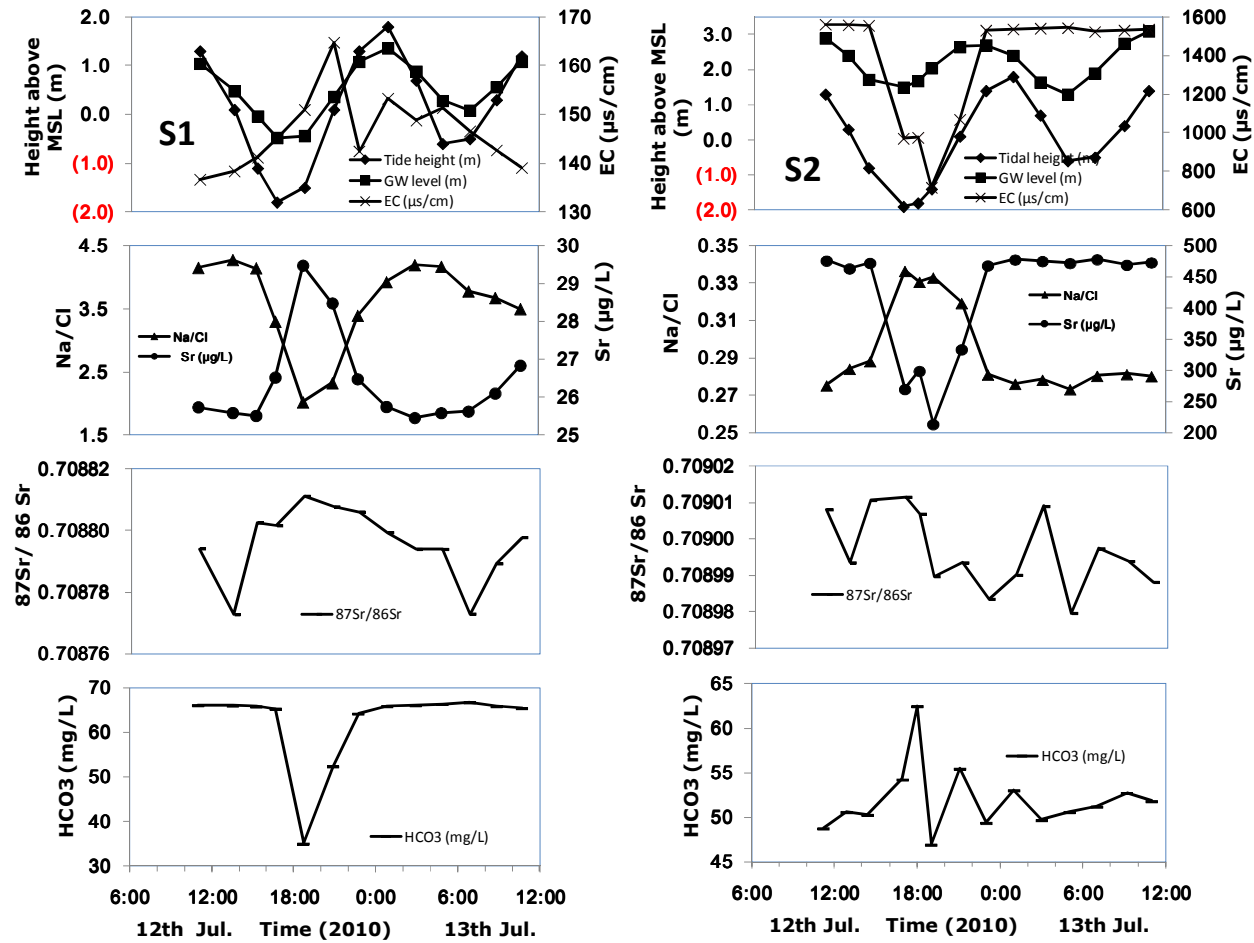 2.0
1.0
0.0
(1.0)
(2.0)
Height above
MSL (m)
S1
Tide height (m)
GW level (m)
EC (µs/cm)
170
160
150
140
130
EC (µs/cm)
4.5
3.5
2.5
1.5
Na/Cl
Na/Cl
Sr (µg/L)
30
29
28
27
26
25
Sr (µg/L)
0.70882
0.70880
0.70878
0.70876
87Sr/ 86 Sr
87Sr/86Sr
70
60
50
40
30
HCO3 (mg/L)
HCO3 (mg/L)
6:00 12:00 18:00 0:00 6:00 12:00
12th Jul. Time (2010) 13th Jul.
3.0
2.0
1.0
0.0
(1.0)
(2.0)
Height above MSL
(m)
S2
Tidal height (m)
GW level (m)
EC (µs/cm)
1600
1400
1200
1000
800
600
EC (µs/cm)
0.35
0.33
0.31
0.29
0.27
0.25
Na/Cl
Na/Cl
Sr (µg/L)
500
450
400
350
300
250
200
Sr (µg/L)
0.70902
0.70901
0.70900
0.70899
0.70898
0.70897
87Sr/86 Sr
87Sr/86Sr
65
60
55
50
45
HCO3 (mg/L)
HCO3 (mg/L)
6:00 12:00 18:00 0:00 6:00 12:00
12th Jul. Time (2010) 13th Jul.